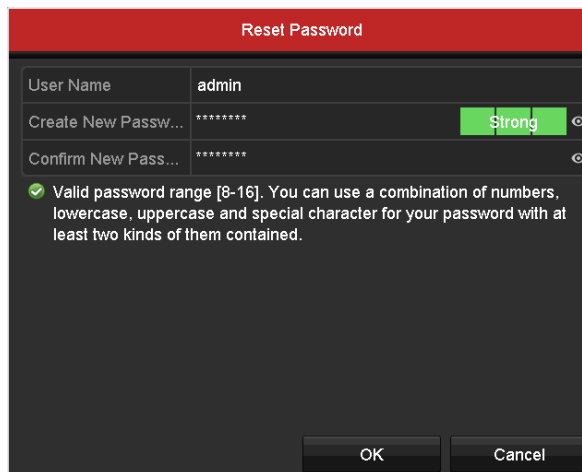 Reset Password
User Name admin
Create New Passw... ******** Strong
Confirm New Pass... ********
Valid password range [8-16]. You can use a combination of numbers,
lowercase, uppercase and special character for your password with at
least two kinds of them contained.
OK Cancel